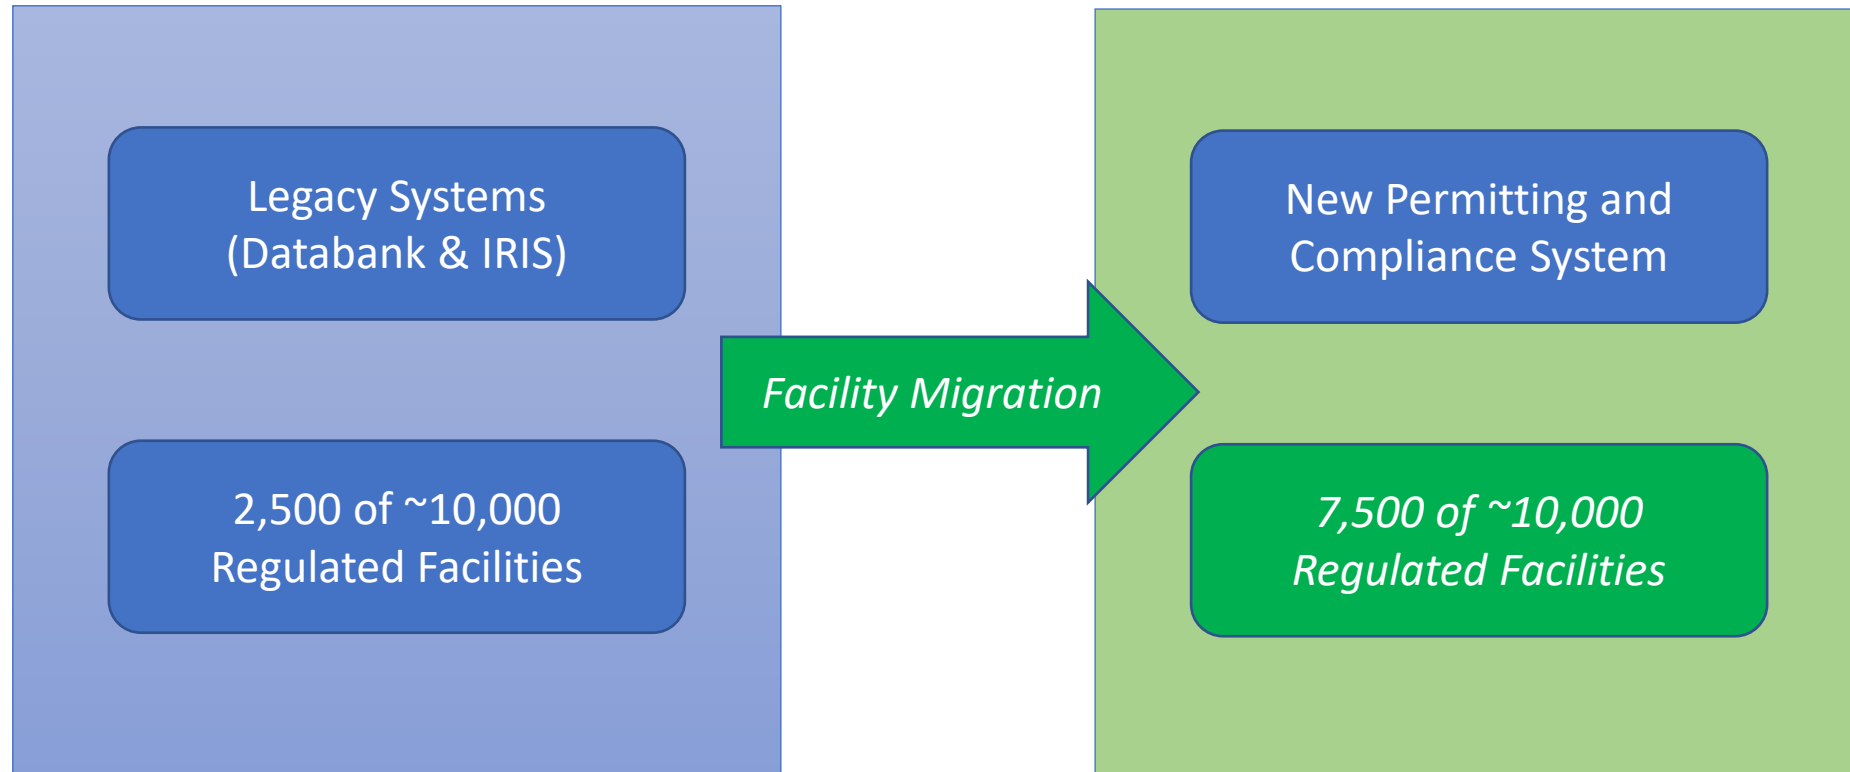 Legacy Systems
(Databank & IRIS)
2,500 of ~10,000
Regulated Facilities
Facility Migration
New Permitting and
Compliance System
7,500 of ~10,000
Regulated Facilities